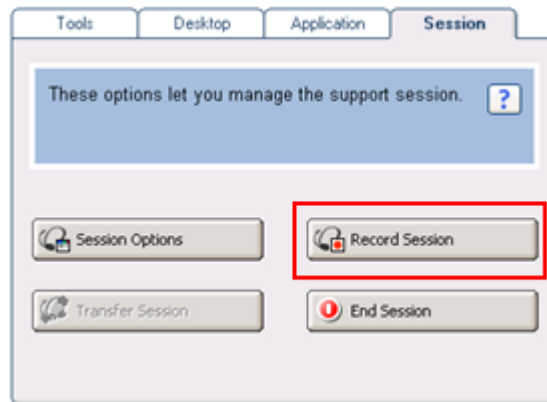 Tools Desktop Application Session
These options let you manage the support session. ?
Session Options Record Session
Transfer Session End Session